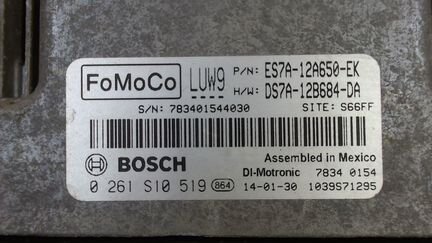 FoMoCo LUW9 P/N: ES7A-12A650-EK
H/W: DS7A-12B684-DA
S/N: 783401544030 SITE: S66FF
BOSCH Assembled in Mexico
DI-Motronic 7834 0154
0 261 S10 519 864 14-01-30 1039S71295